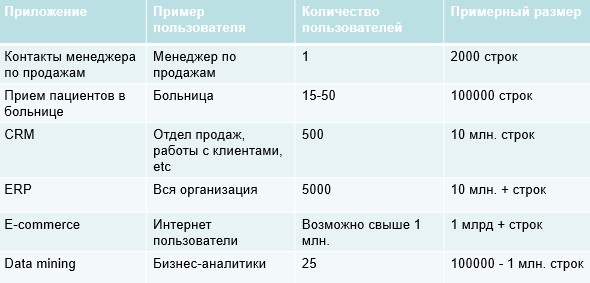 Приложение
Пример
пользователя
Количество
пользователей
Примерный размер
Контакты менеджера
по продажам
Менеджер по
продажам
1
2000 строк
Прием пациентов в
больнице
Больница
15-50
100000 строк
CRM
Отдел продаж,
работы с клиентами,
etc
500
10 млн. строк
ERP
Вся организация
5000
10 млн. + строк
E-commerce
Интернет
пользователи
Возможно свыше 1
млн.
1 млрд + строк
Data mining
Бизнес-аналитики
25
100000 - 1 млн. строк